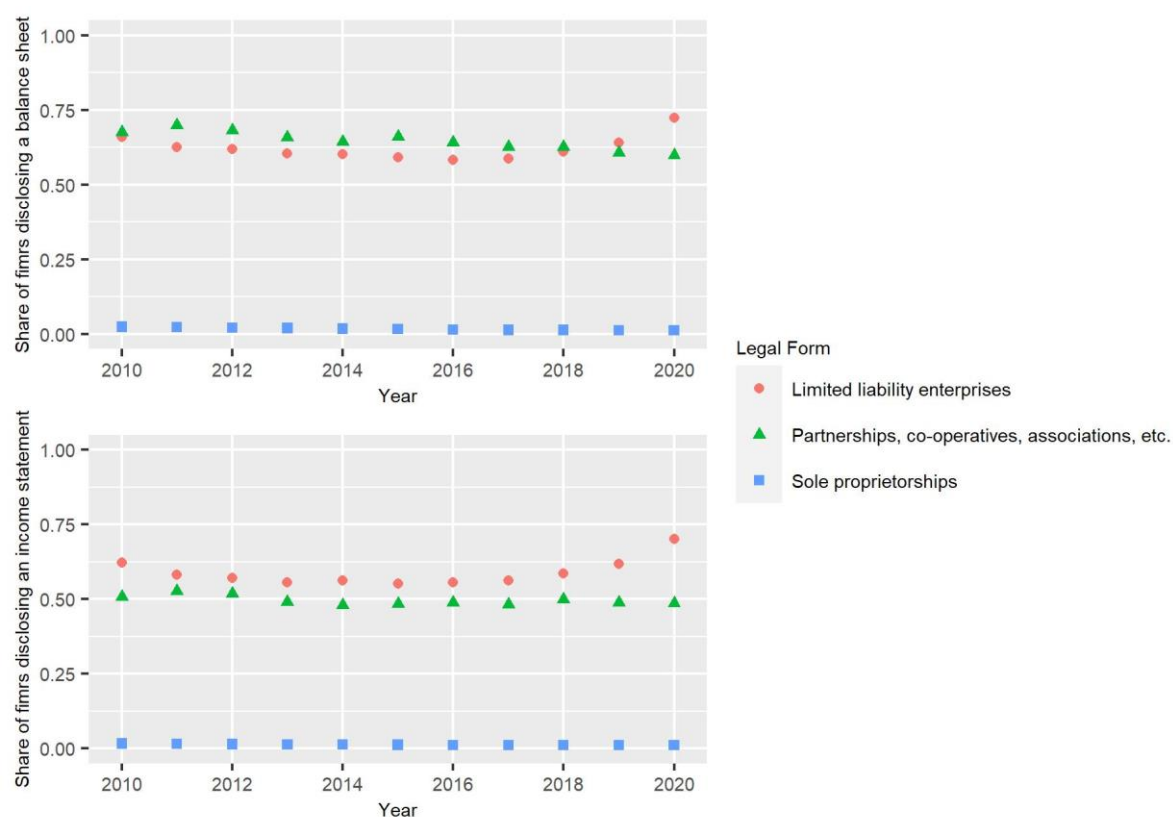 Share of fimrs disclosing a balance sheet
1.00
0.75
0.50
0.25
0.00
2010 2012 2014 2016 2018 2020
Year
Share of fimrs disclosing an income statement
1.00
0.75
0.50
0.25
0.00
2010 2012 2014 2016 2018 2020
Year
Legal Form
Limited liability enterprises
Partnerships, co-operatives, associations, etc.
Sole proprietorships